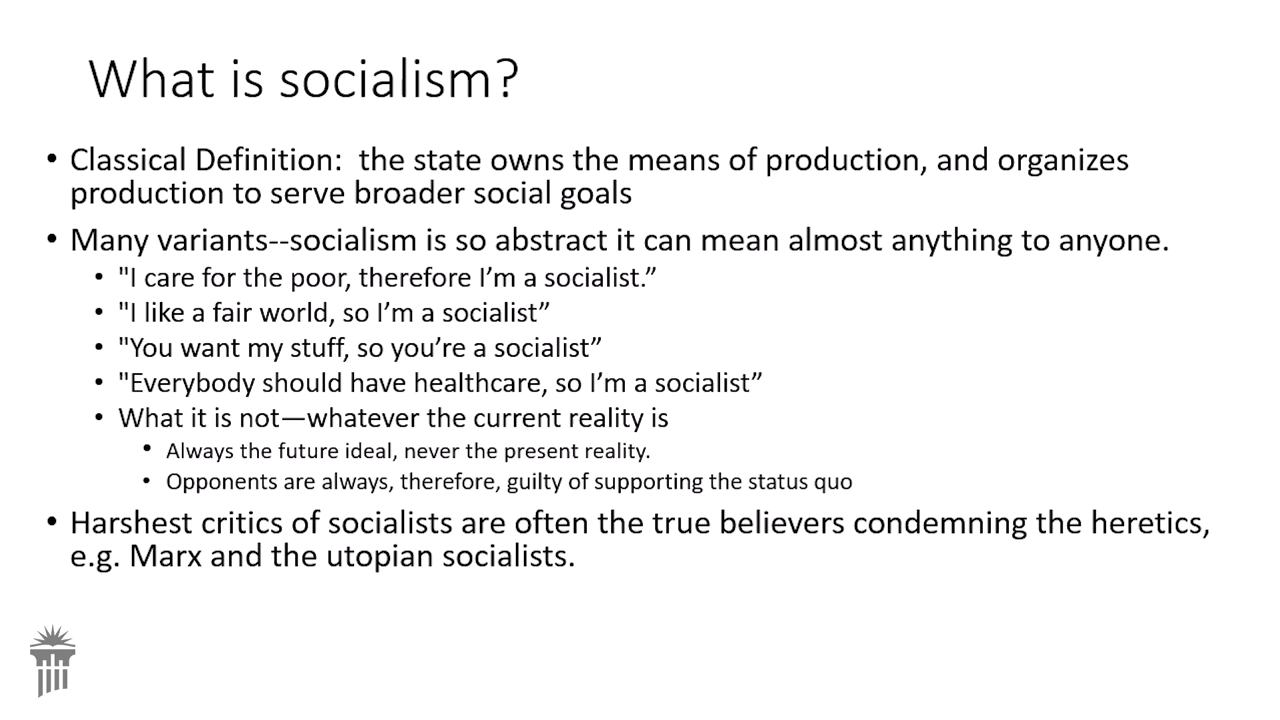 What is socialism?
• Classical Definition:  the state owns the means of production, and organizes
production to serve broader social goals
• Many variants--socialism is so abstract it can mean almost anything to anyone.
• "I care for the poor, therefore I’m a socialist.”
• "I like a fair world, so I’m a socialist”
• "You want my stuff, so you’re a socialist”
• "Everybody should have healthcare, so I’m a socialist”
• What it is not—whatever the current reality is
• Always the future ideal, never the present reality.
• Opponents are always, therefore, guilty of supporting the status quo
• Harshest critics of socialists are often the true believers condemning the heretics,
e.g. Marx and the utopian socialists.